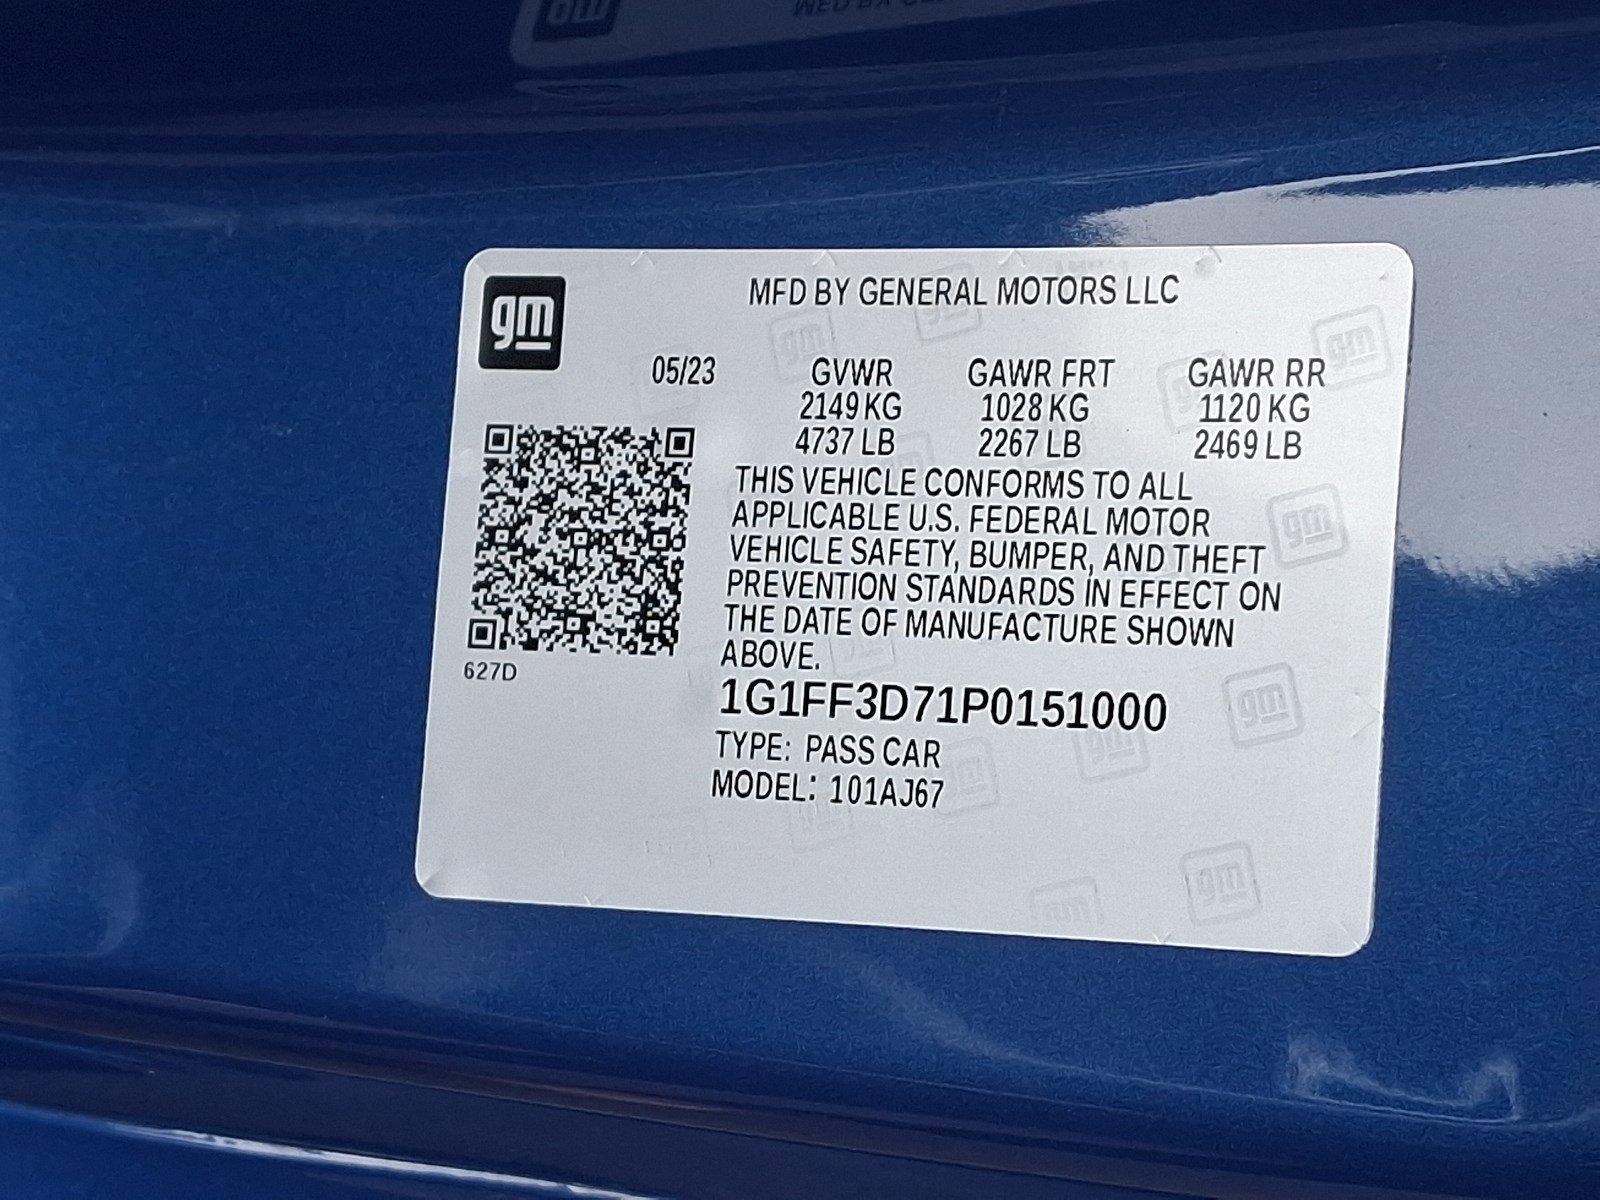 gm
MFD BY GENERAL MOTORS LLC
05/23 GVWR GAWR FRT GAWR RR
2149 KG 1028 KG 1120 KG
4737 LB 2267 LB 2469 LB
THIS VEHICLE CONFORMS TO ALL
APPLICABLE U.S. FEDERAL MOTOR
VEHICLE SAFETY, BUMPER, AND THEFT
PREVENTION STANDARDS IN EFFECT ON
THE DATE OF MANUFACTURE SHOWN
ABOVE.
627D
1G1FF3D71P0151000
TYPE: PASS CAR
MODEL: 101AJ67